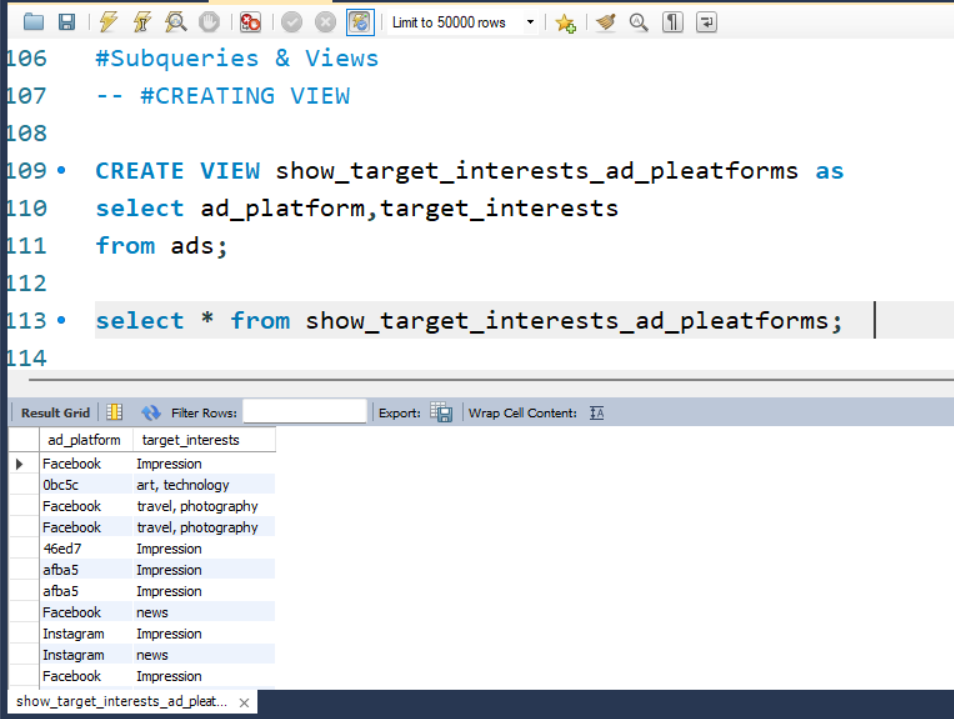 Limit to 50000 rows
106 #Subqueries & Views
107 -- #CREATING VIEW
108
109 CREATE VIEW show_target_interests_ad_pleatforms as
110 select ad_platform,target_interests
111 from ads;
112
113 select * from show_target_interests_ad_pleatforms;
114
Result Grid Filter Rows: Export: Wrap Cell Content:
ad_platform target_interests
Facebook Impression
0bc5c art, technology
Facebook travel, photography
Facebook travel, photography
46ed7 Impression
afba5 Impression
afba5 Impression
Facebook news
Instagram Impression
Instagram news
Facebook Impression
show_target_interests_ad_pleat...